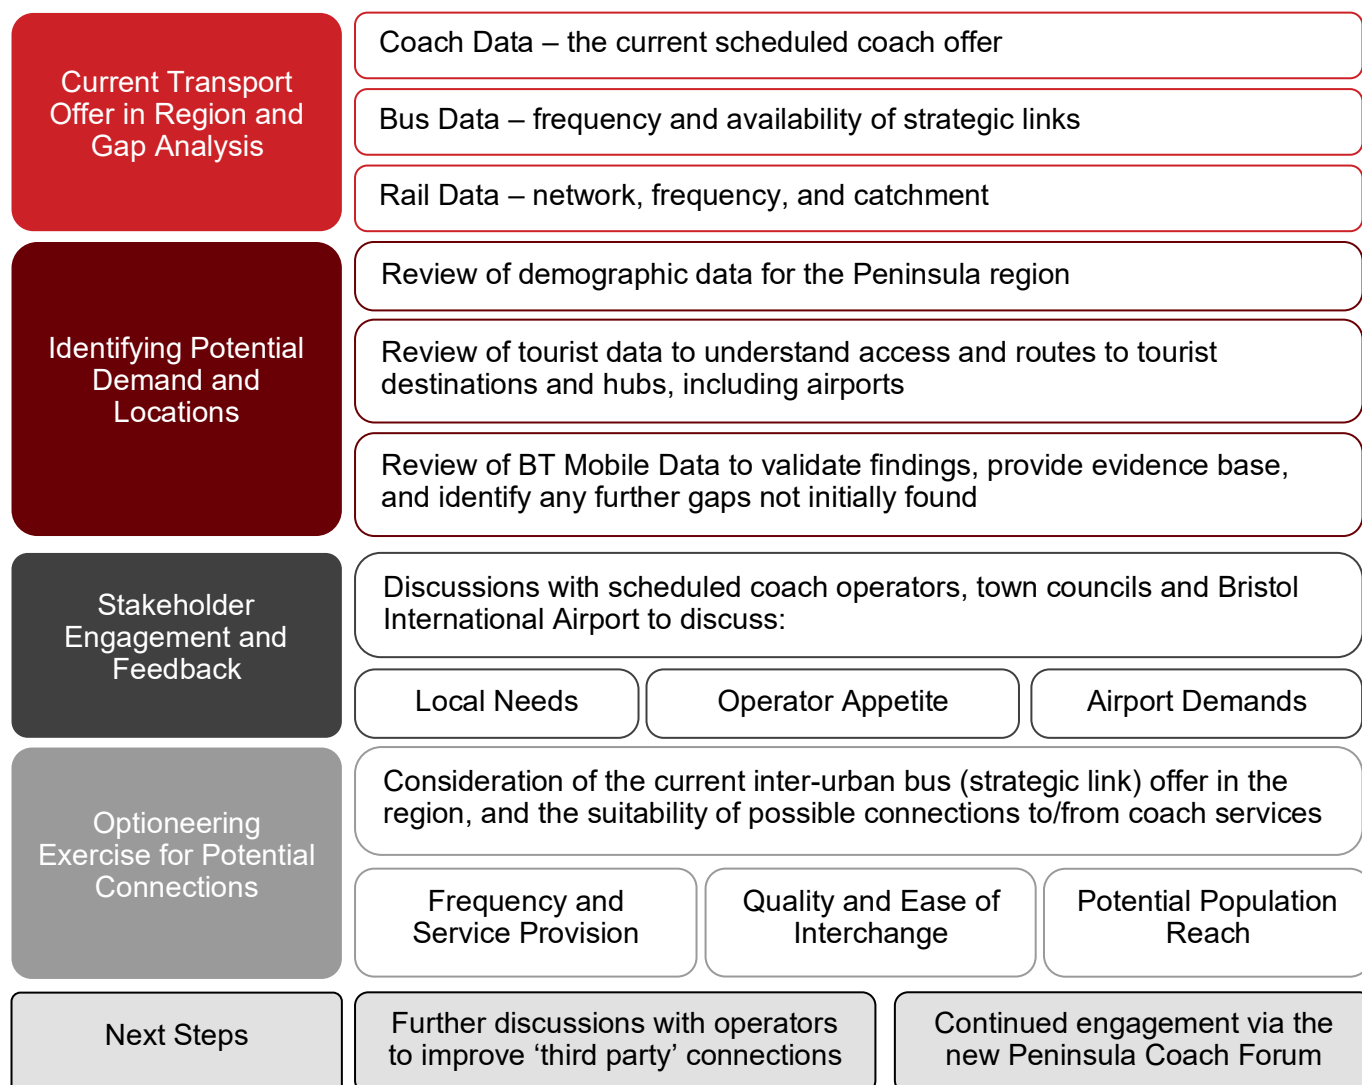 Current Transport
Offer in Region and
Gap Analysis
Coach Data – the current scheduled coach offer
Bus Data – frequency and availability of strategic links
Rail Data – network, frequency, and catchment
Identifying Potential
Demand and
Locations
Review of demographic data for the Peninsula region
Review of tourist data to understand access and routes to tourist
destinations and hubs, including airports
Review of BT Mobile Data to validate findings, provide evidence base,
and identify any further gaps not initially found
Stakeholder
Engagement and
Feedback
Discussions with scheduled coach operators, town councils and Bristol
International Airport to discuss:
Local Needs
Operator Appetite
Airport Demands
Optioneering
Exercise for Potential
Connections
Consideration of the current inter-urban bus (strategic link) offer in the
region, and the suitability of possible connections to/from coach services
Frequency and
Service Provision
Quality and Ease of
Interchange
Potential Population
Reach
Next Steps
Further discussions with operators
to improve ‘third party’ connections
Continued engagement via the
new Peninsula Coach Forum